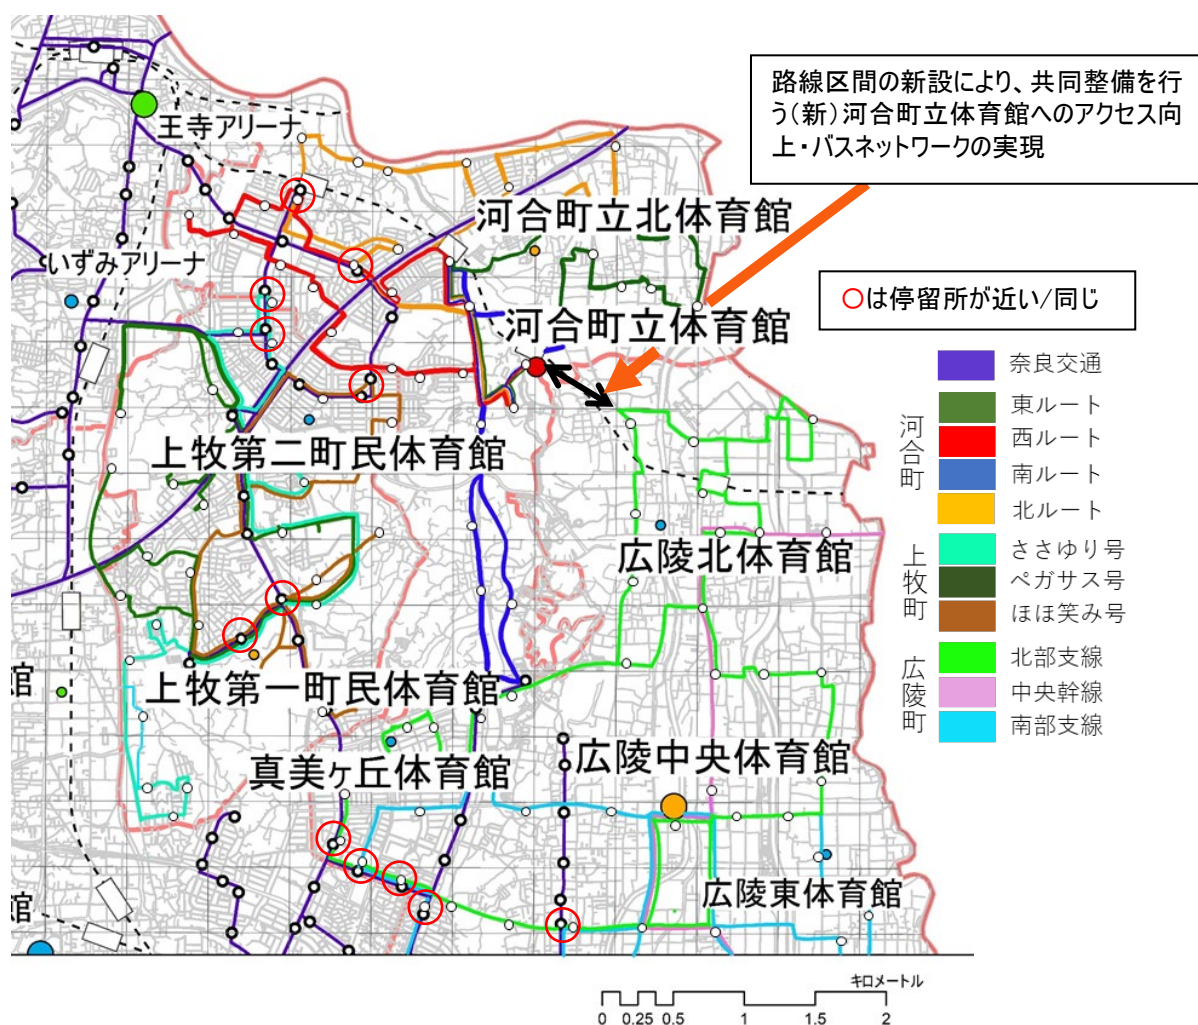 路線区間の新設により、共同整備を行
う(新)河合町立体育館へのアクセス向
上・バスネットワークの実現
王寺アリーナ
河合町立北体育館
いずみアリーナ
○は停留所が近い/同じ
河合町立体育館
奈良交通
河合町
東ルート
西ルート
南ルート
北ルート
上牧町
ささゆり号
ペガサス号
ほほ笑み号
広陵町
北部支線
中央幹線
南部支線
上牧第二町民体育館
広陵北体育館
館
上牧第一町民体育館
広陵中央体育館
真美ヶ丘体育館
広陵東体育館
館
キロメートル
0 0.25 0.5 1 1.5 2